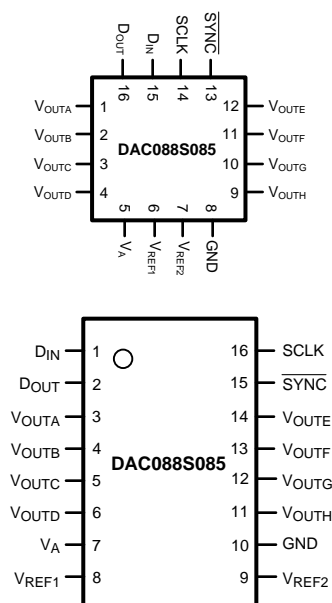 DOUT DIN SCLK SYNC
16 15 14 13
VOUTA 1 12 VOUTE
VOUTB 2 11 VOUTF
DAC088S085
VOUTC 3 10 VOUTG
VOUTD 4 9 VOUTH
5 6 7 8
VA VREF1 VREF2 GND
DIN 1 16 SCLK
DOUT 2 15 SYNC
VOUTA 3 14 VOUTE
VOUTB 4 13 VOUTF
DAC088S085
VOUTC 5 12 VOUTG
VOUTD 6 11 VOUTH
VA 7 10 GND
VREF1 8 9 VREF2